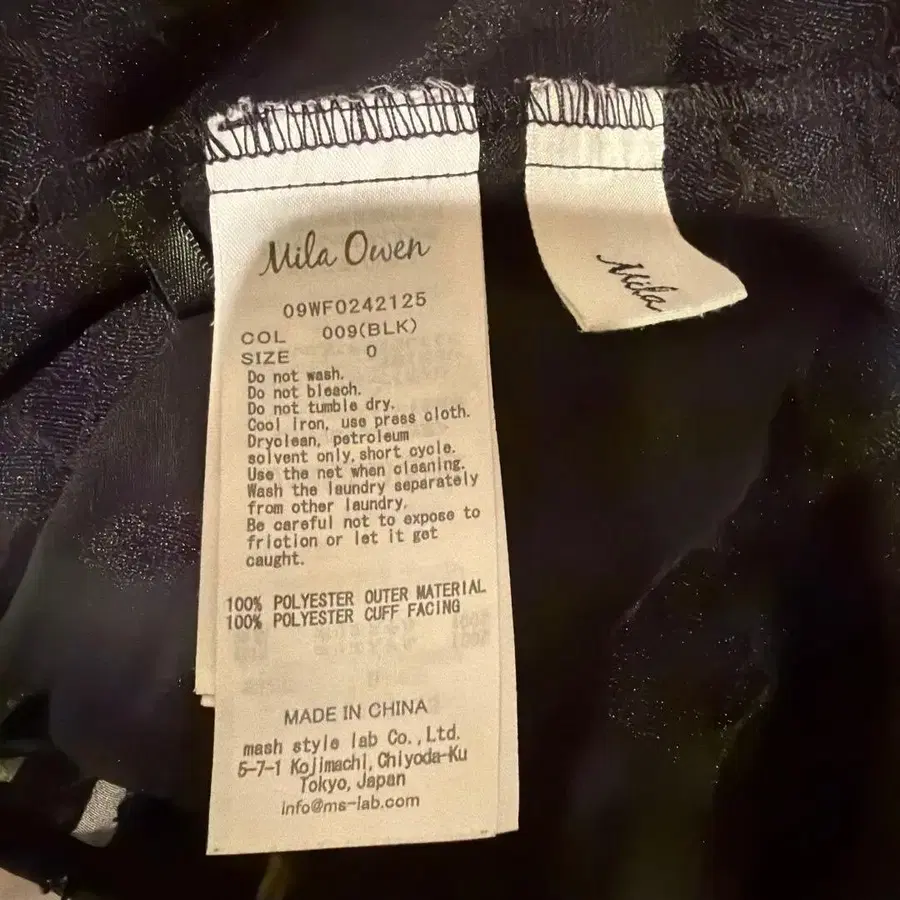 Mila Owen
09WF0242125
COL 009(BLK)
SIZE 0
Do not wash.
Do not bleach.
Do not tumble dry.
Cool iron, use press cloth.
Dryclean, petroleum
solvent only, short cycle.
Use the net when cleaning.
Wash the laundry separately
from other laundry.
Be careful not to expose to
friction or let it get
caught.
100% POLYESTER OUTER MATERIAL
100% POLYESTER CUFF FACING
MADE IN CHINA
mash style lab Co., Ltd.
5-7-1 Kojimachi, Chiyoda-Ku
Tokyo, Japan
info@ms-lab.com
Mila